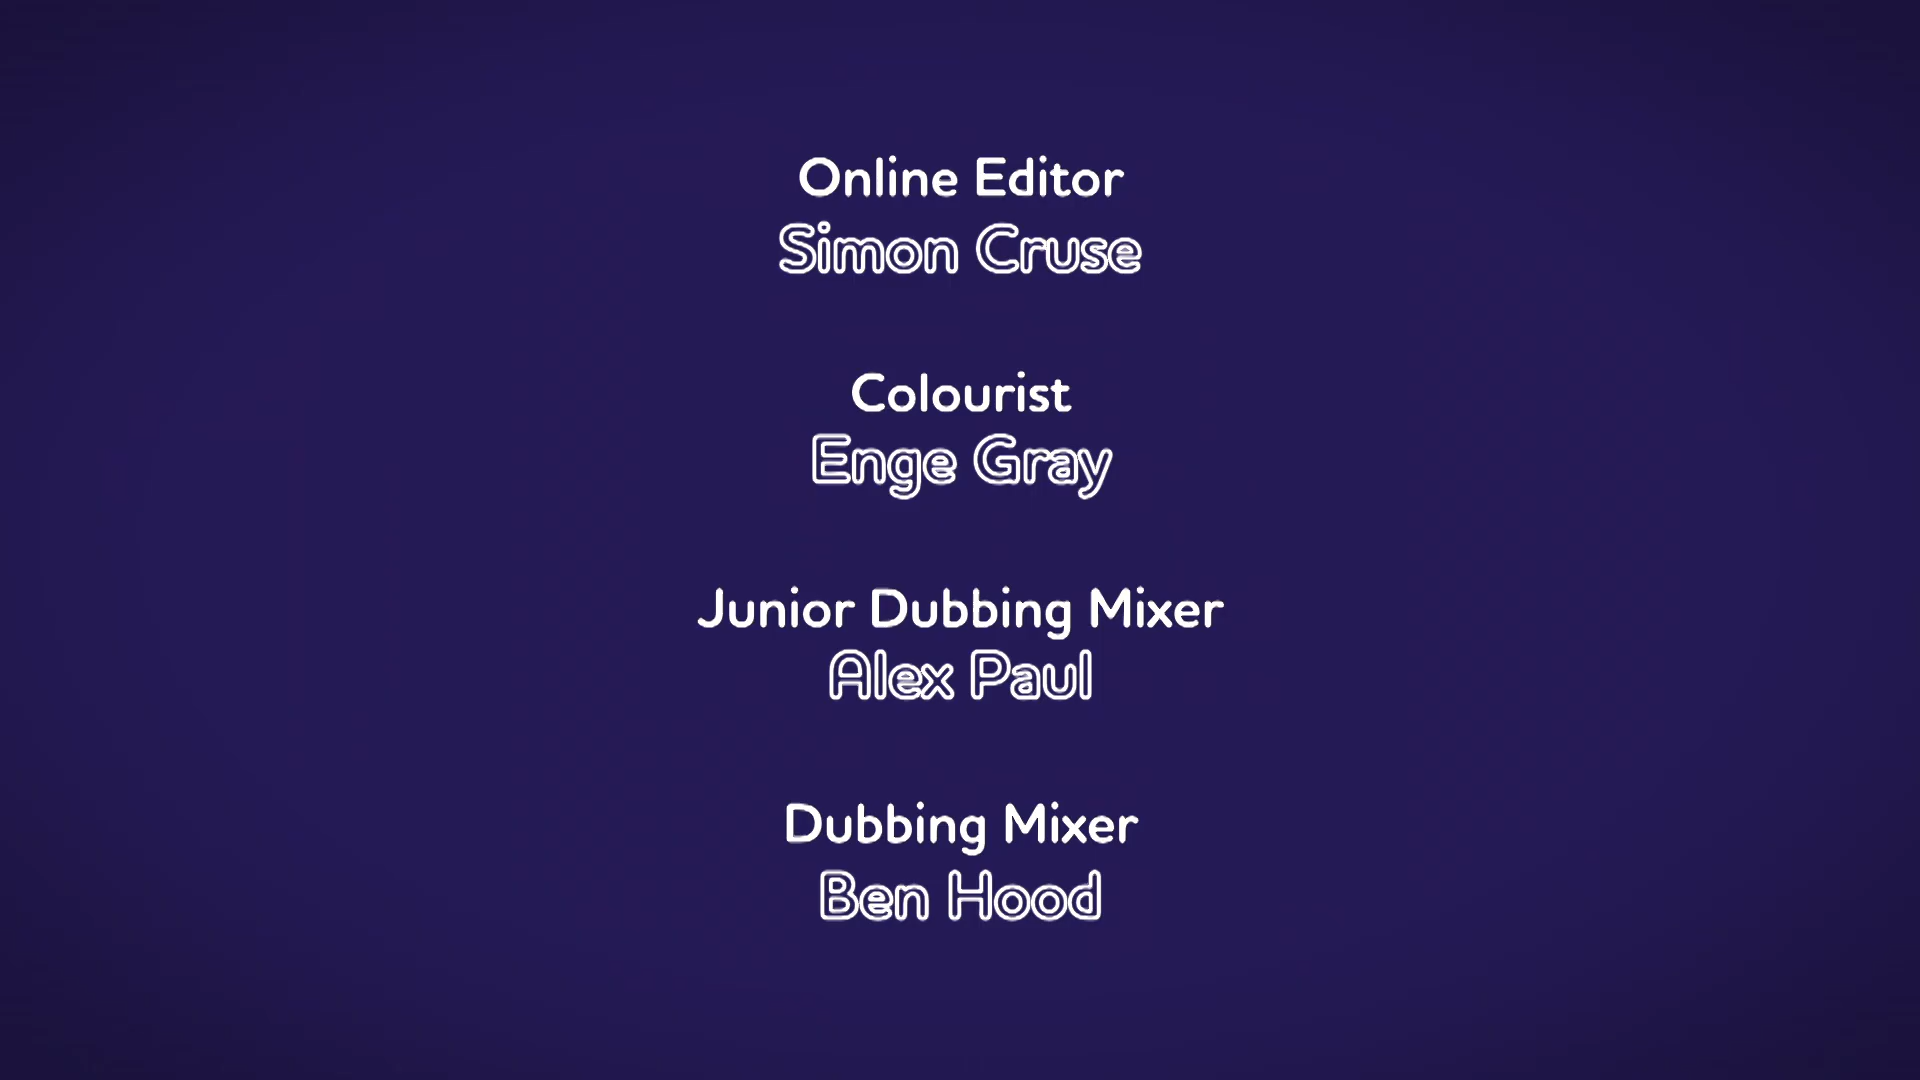 Online Editor
Simon Cruse
Colourist
Enge Gray
Junior Dubbing Mixer
Alex Paul
Dubbing Mixer
Ben Hood